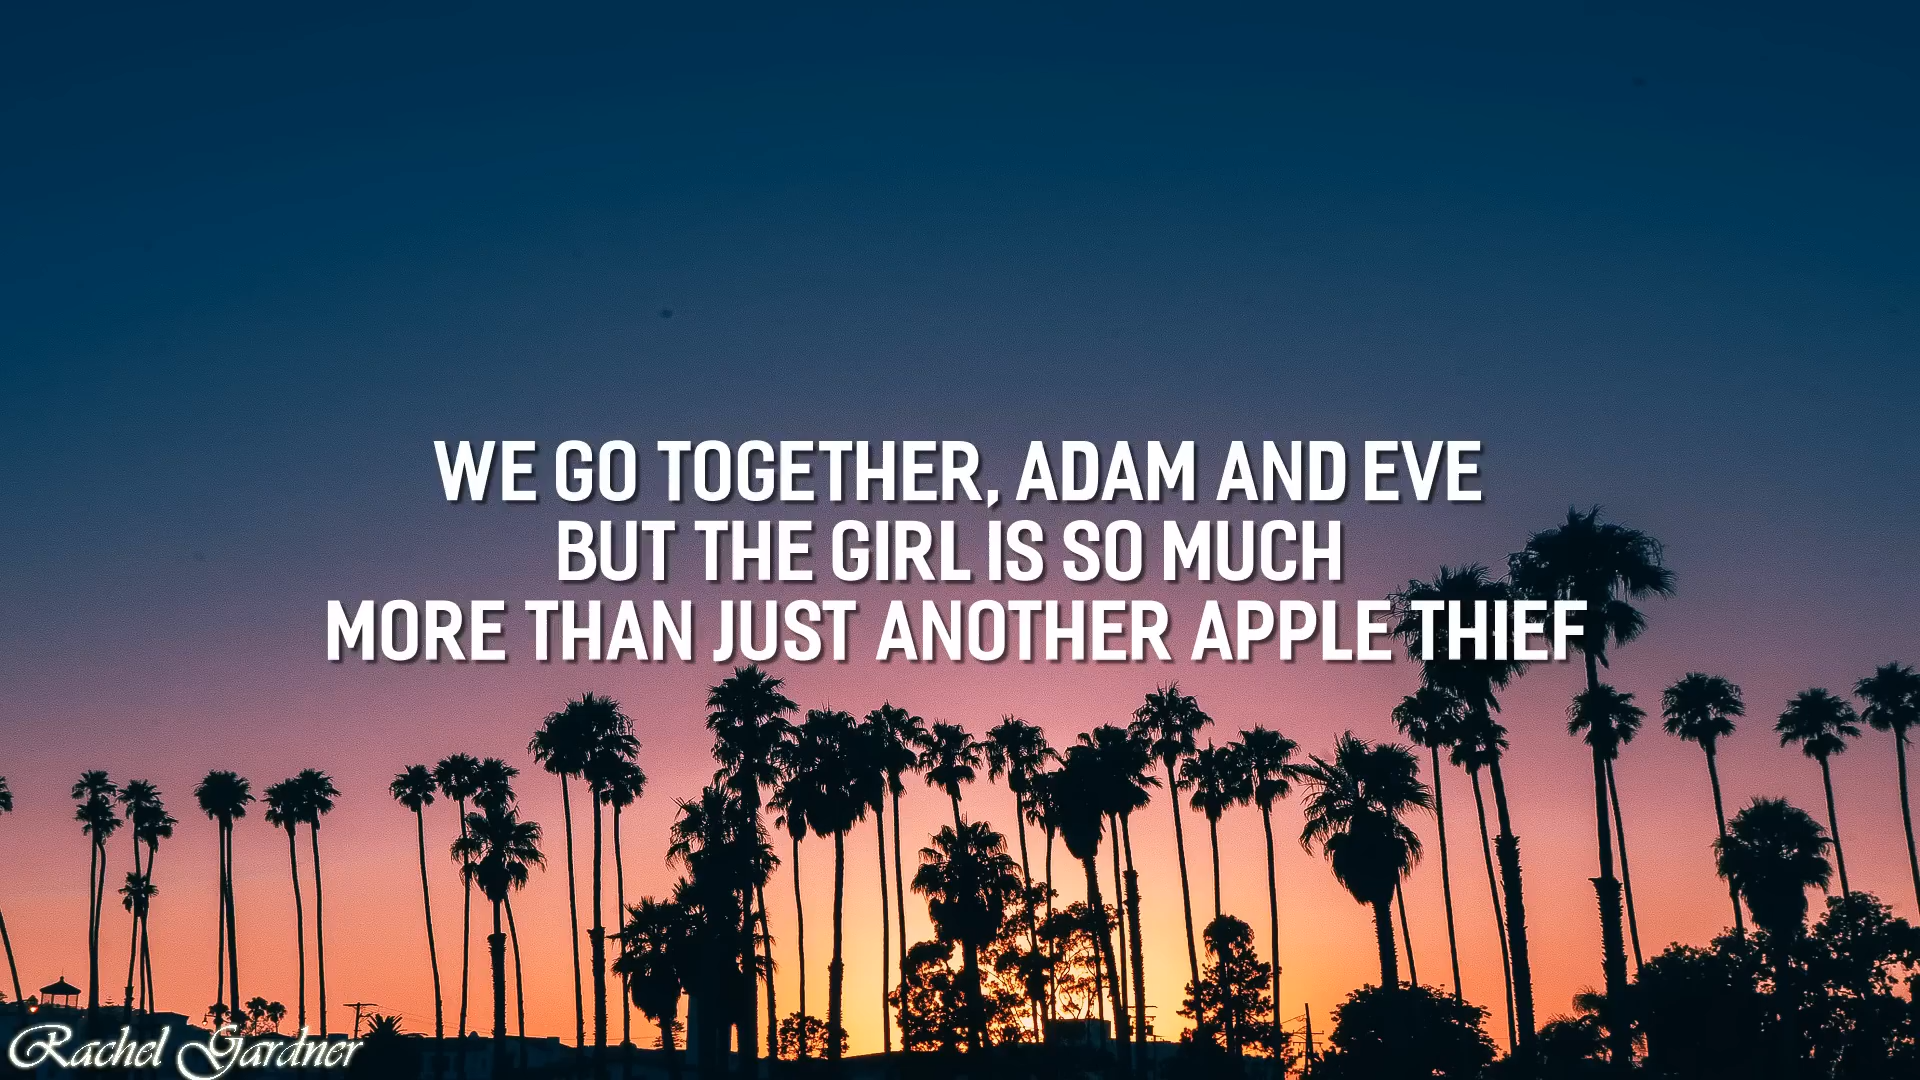 WE GO TOGETHER, ADAM AND EVE
BUT THE GIRL IS SO MUCH
MORE THAN JUST ANOTHER APPLE THIEF
Rachel Gardner